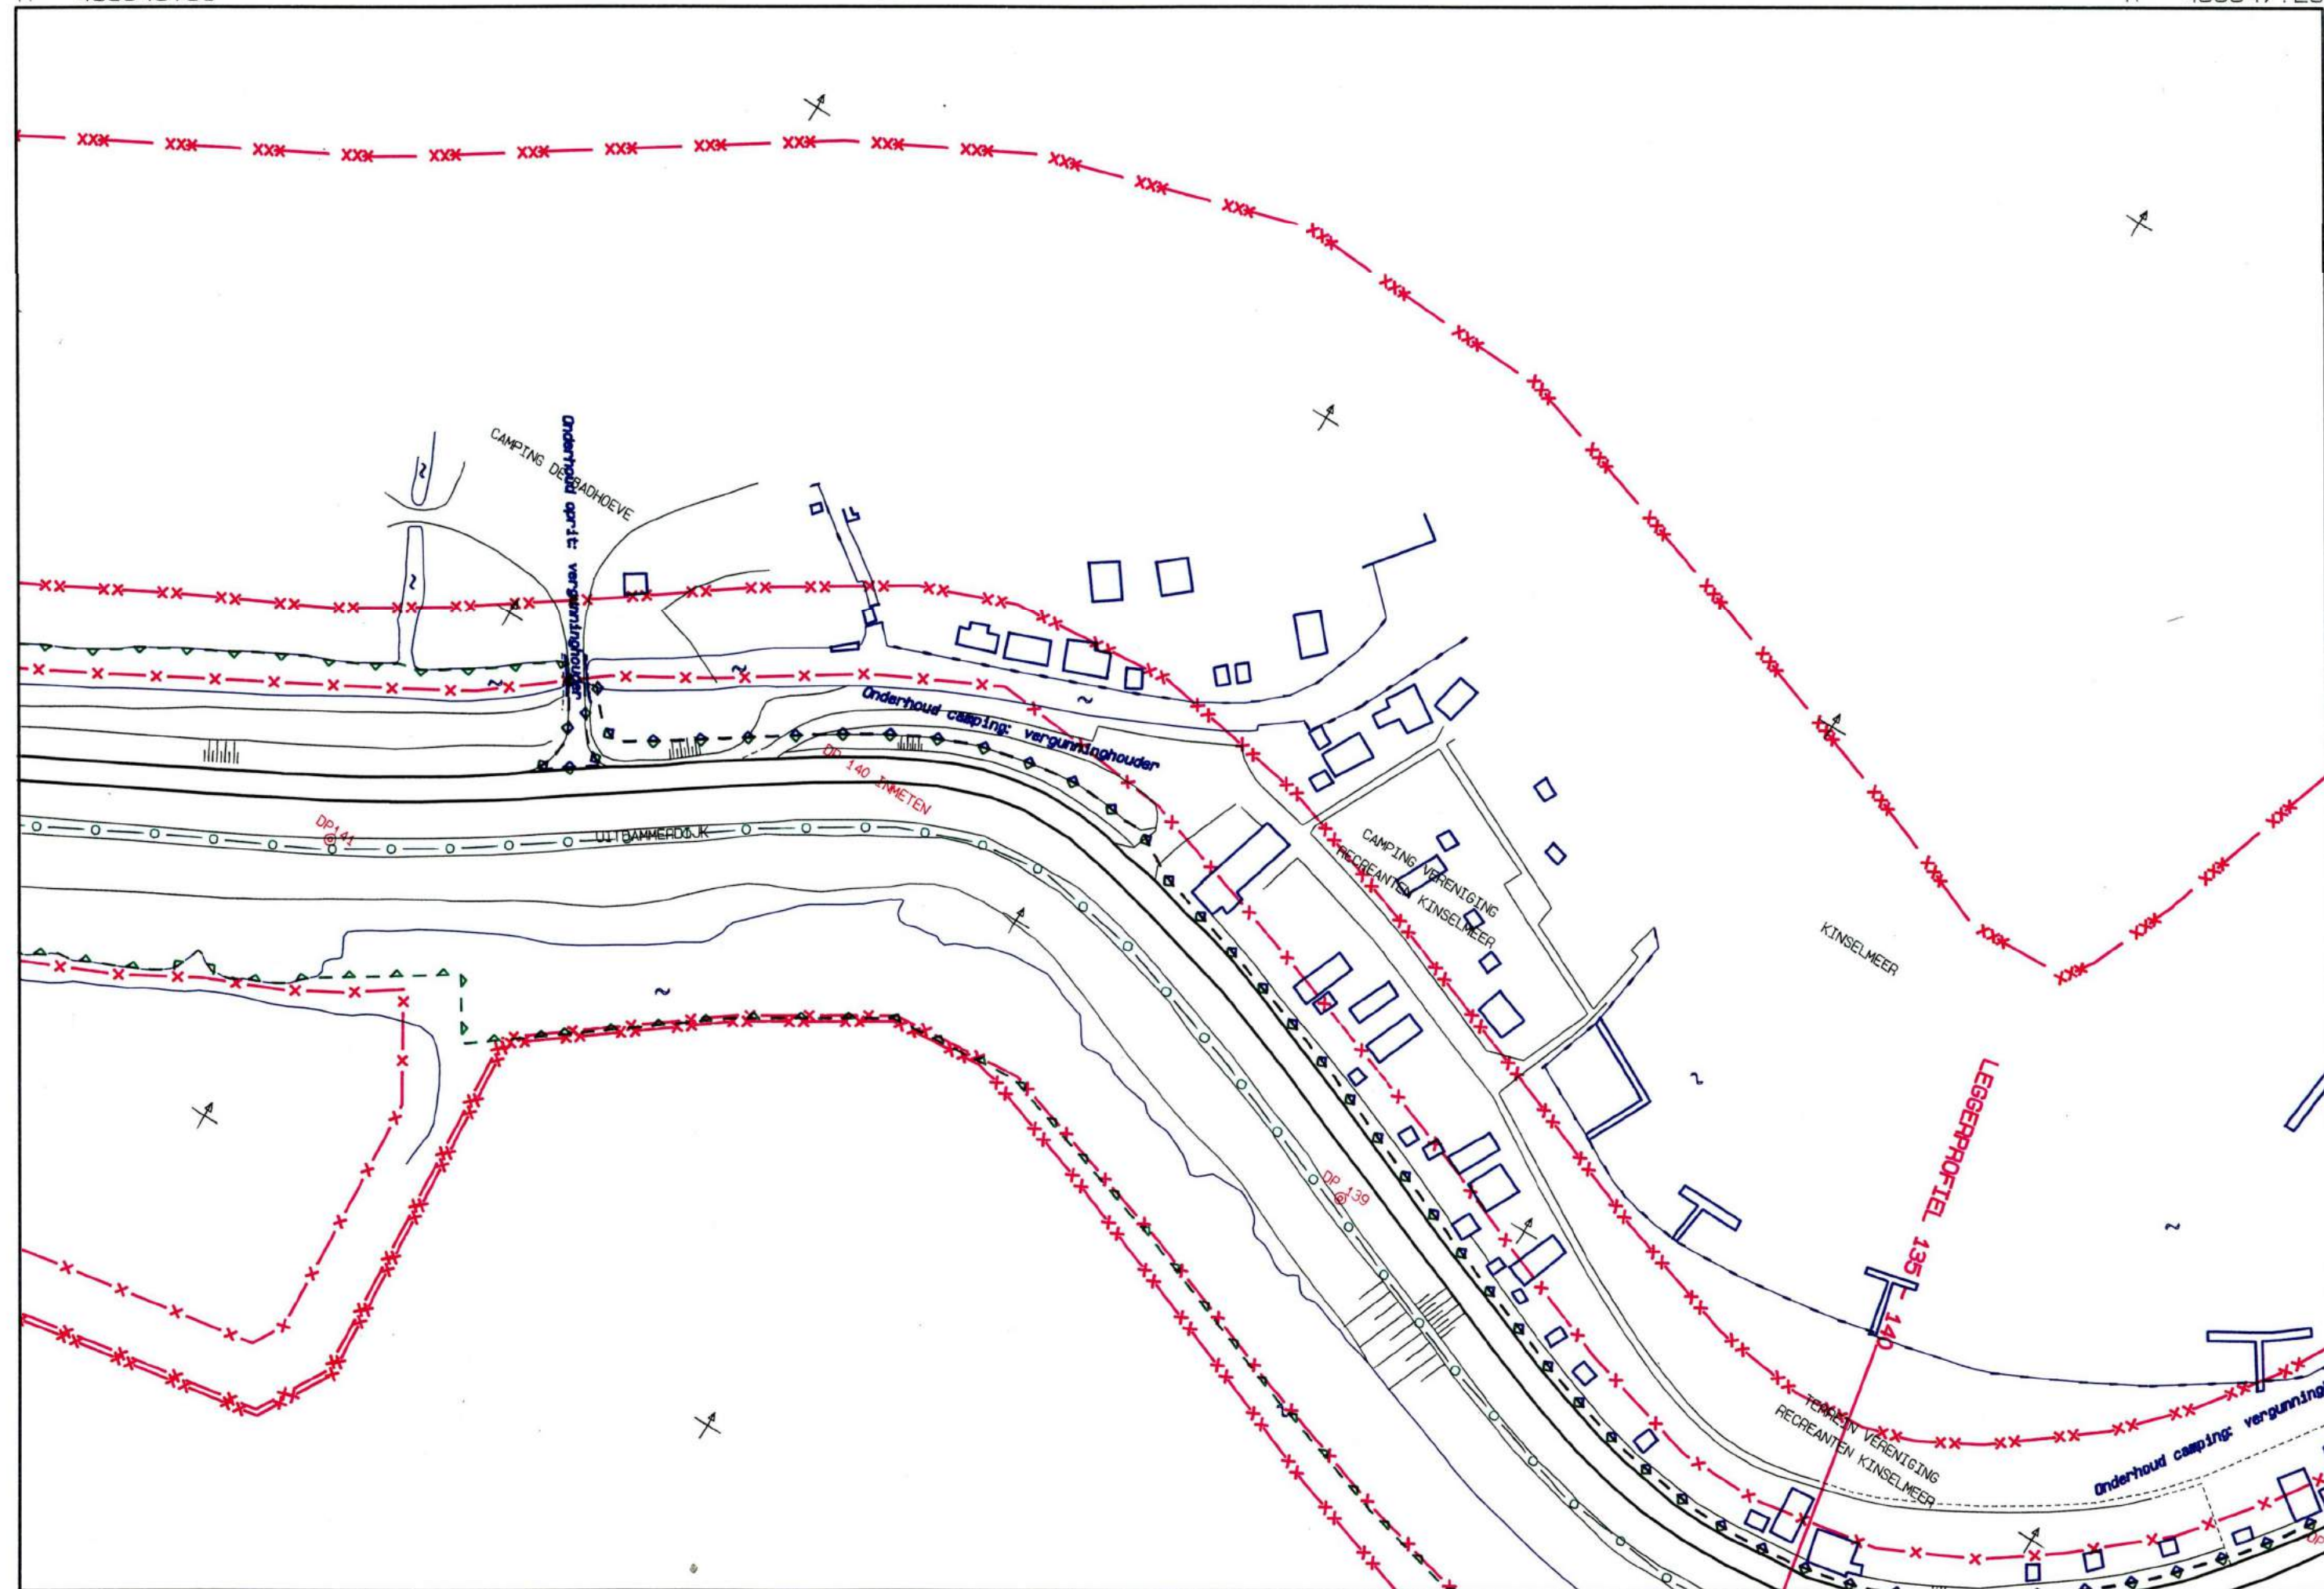 CAMPING DE BADHOEVE
Onderhoud oprit: vergunninghouder
Onderhoud camping: vergunninghouder
DP 140 INMETEN
DP141
UITDAMMERDIJK
CAMPING VERENIGING
RECREANTEN KINSELMEER
KINSELMEER
LEGGERPROFIEL 135 - 140
DP 139
TERREIN VERENIGING
RECREANTEN KINSELMEER
Onderhoud camping: vergunning
DP